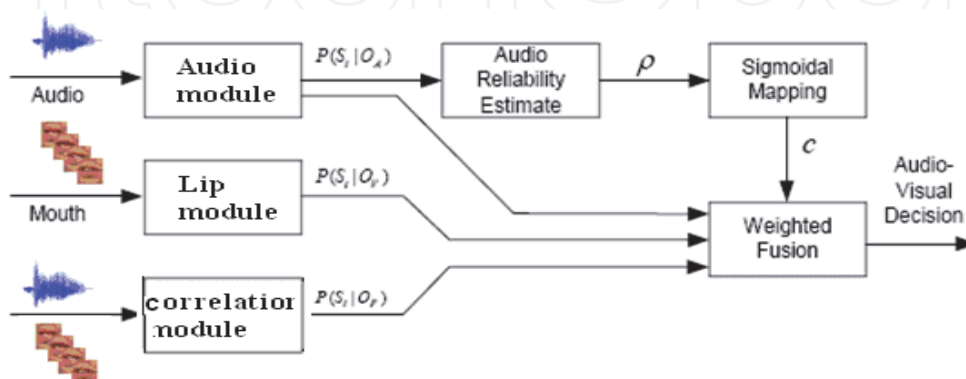 Audio
Audio
module
P(S_i | O_A)
Audio
Reliability
Estimate
ρ
Sigmoidal
Mapping
c
Mouth
Lip
module
P(S_i | O_V)
Weighted
Fusion
Audio-
Visual
Decision
correlation
module
P(S_i | O_F)